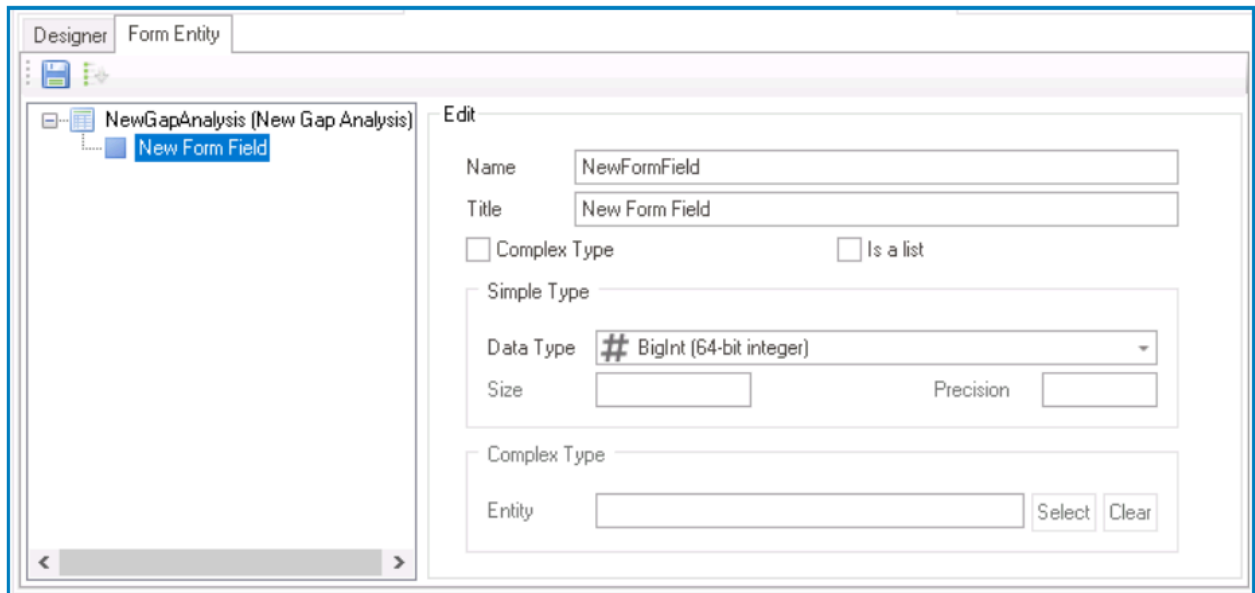 Designer Form Entity
NewGapAnalysis (New Gap Analysis)
New Form Field
Edit
Name NewFormField
Title New Form Field
Complex Type Is a list
Simple Type
Data Type # BigInt (64-bit integer)
Size Precision
Complex Type
Entity Select Clear